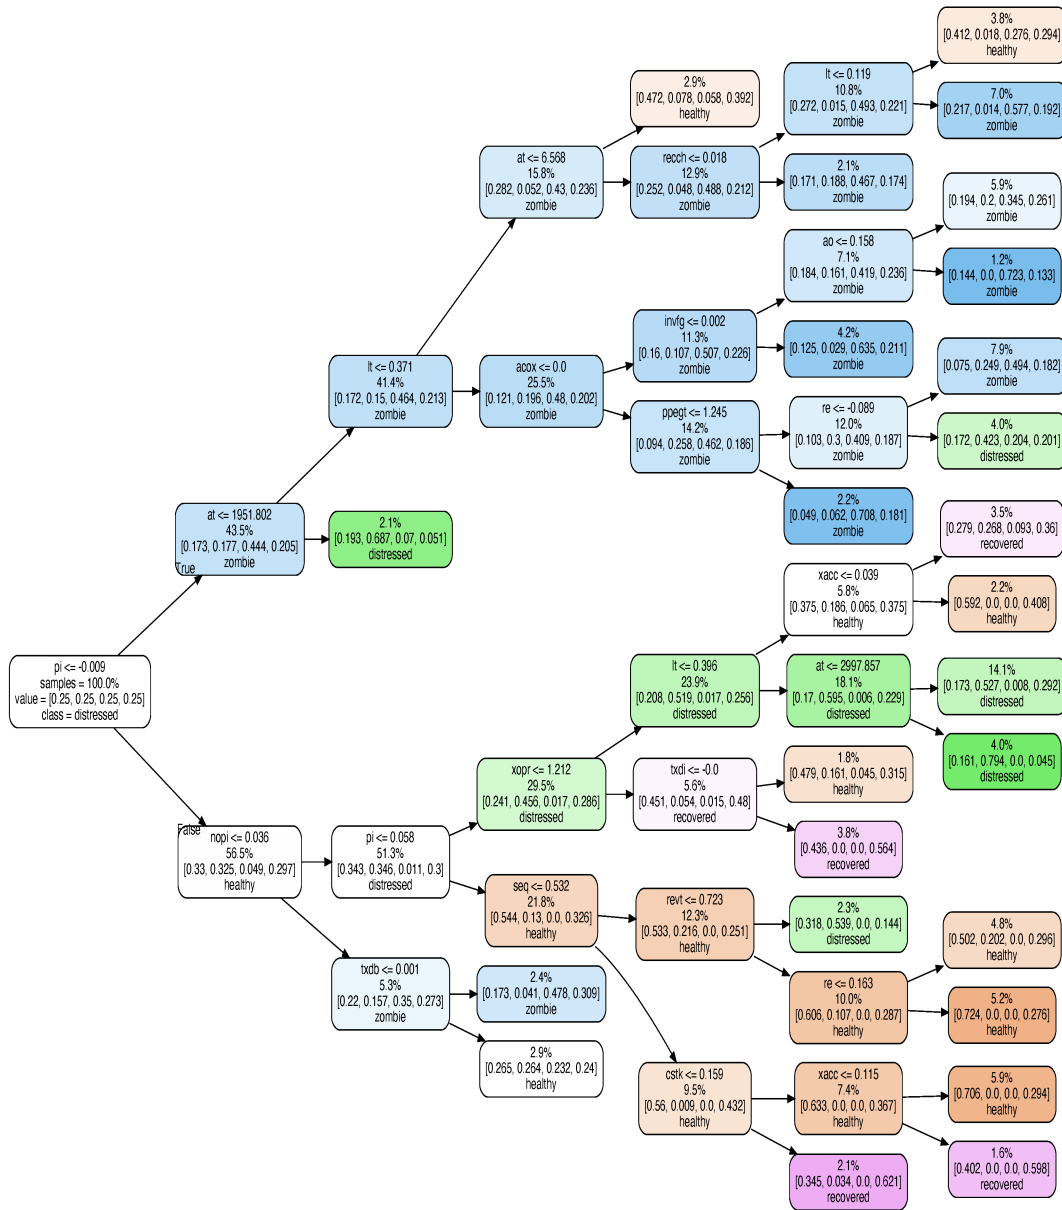 3.8%
[0.412, 0.018, 0.276, 0.294]
healthy
lt <= 0.119
10.8%
[0.272, 0.015, 0.493, 0.221]
zombie
2.9%
[0.472, 0.078, 0.058, 0.392]
healthy
7.0%
[0.217, 0.014, 0.577, 0.192]
zombie
at <= 6.568
15.8%
[0.282, 0.052, 0.43, 0.236]
zombie
recch <= 0.018
12.9%
[0.252, 0.048, 0.488, 0.212]
zombie
2.1%
[0.171, 0.188, 0.467, 0.174]
zombie
5.9%
[0.194, 0.2, 0.345, 0.261]
zombie
ao <= 0.158
7.1%
[0.184, 0.161, 0.419, 0.236]
zombie
1.2%
[0.144, 0.0, 0.723, 0.133]
zombie
invfg <= 0.002
11.3%
[0.16, 0.107, 0.507, 0.226]
zombie
4.2%
[0.125, 0.029, 0.635, 0.211]
zombie
lt <= 0.371
41.4%
[0.172, 0.15, 0.464, 0.213]
zombie
acox <= 0.0
25.5%
[0.121, 0.196, 0.48, 0.202]
zombie
7.9%
[0.075, 0.249, 0.494, 0.182]
zombie
ppegt <= 1.245
14.2%
[0.094, 0.258, 0.462, 0.186]
zombie
re <= -0.089
12.0%
[0.103, 0.3, 0.409, 0.187]
zombie
4.0%
[0.172, 0.423, 0.204, 0.201]
distressed
2.2%
[0.049, 0.062, 0.708, 0.181]
zombie
at <= 1951.802
43.5%
[0.173, 0.177, 0.444, 0.205]
zombie
True
2.1%
[0.193, 0.687, 0.07, 0.051]
distressed
3.5%
[0.279, 0.268, 0.093, 0.36]
recovered
xacc <= 0.039
5.8%
[0.375, 0.186, 0.065, 0.375]
healthy
2.2%
[0.592, 0.0, 0.0, 0.408]
healthy
pi <= -0.009
samples = 100.0%
value = [0.25, 0.25, 0.25, 0.25]
class = distressed
lt <= 0.396
23.9%
[0.208, 0.519, 0.017, 0.256]
distressed
at <= 2997.857
18.1%
[0.17, 0.595, 0.006, 0.229]
distressed
14.1%
[0.173, 0.527, 0.008, 0.292]
distressed
4.0%
[0.161, 0.794, 0.0, 0.045]
distressed
xopr <= 1.212
29.5%
[0.241, 0.456, 0.017, 0.286]
distressed
txdi <= -0.0
5.6%
[0.451, 0.054, 0.015, 0.48]
recovered
1.8%
[0.479, 0.161, 0.045, 0.315]
healthy
3.8%
[0.436, 0.0, 0.0, 0.564]
recovered
False
nopi <= 0.036
56.5%
[0.33, 0.325, 0.049, 0.297]
healthy
pi <= 0.058
51.3%
[0.343, 0.346, 0.011, 0.3]
distressed
seq <= 0.532
21.8%
[0.544, 0.13, 0.0, 0.326]
healthy
revt <= 0.723
12.3%
[0.533, 0.216, 0.0, 0.251]
healthy
2.3%
[0.318, 0.539, 0.0, 0.144]
distressed
4.8%
[0.502, 0.202, 0.0, 0.296]
healthy
txdb <= 0.001
5.3%
[0.22, 0.157, 0.35, 0.273]
zombie
2.4%
[0.173, 0.041, 0.478, 0.309]
zombie
re <= 0.163
10.0%
[0.606, 0.107, 0.0, 0.287]
healthy
5.2%
[0.724, 0.0, 0.0, 0.276]
healthy
2.9%
[0.265, 0.264, 0.232, 0.24]
healthy
cstk <= 0.159
9.5%
[0.56, 0.009, 0.0, 0.432]
healthy
xacc <= 0.115
7.4%
[0.633, 0.0, 0.0, 0.367]
healthy
5.9%
[0.706, 0.0, 0.0, 0.294]
healthy
2.1%
[0.345, 0.034, 0.0, 0.621]
recovered
1.6%
[0.402, 0.0, 0.0, 0.598]
recovered